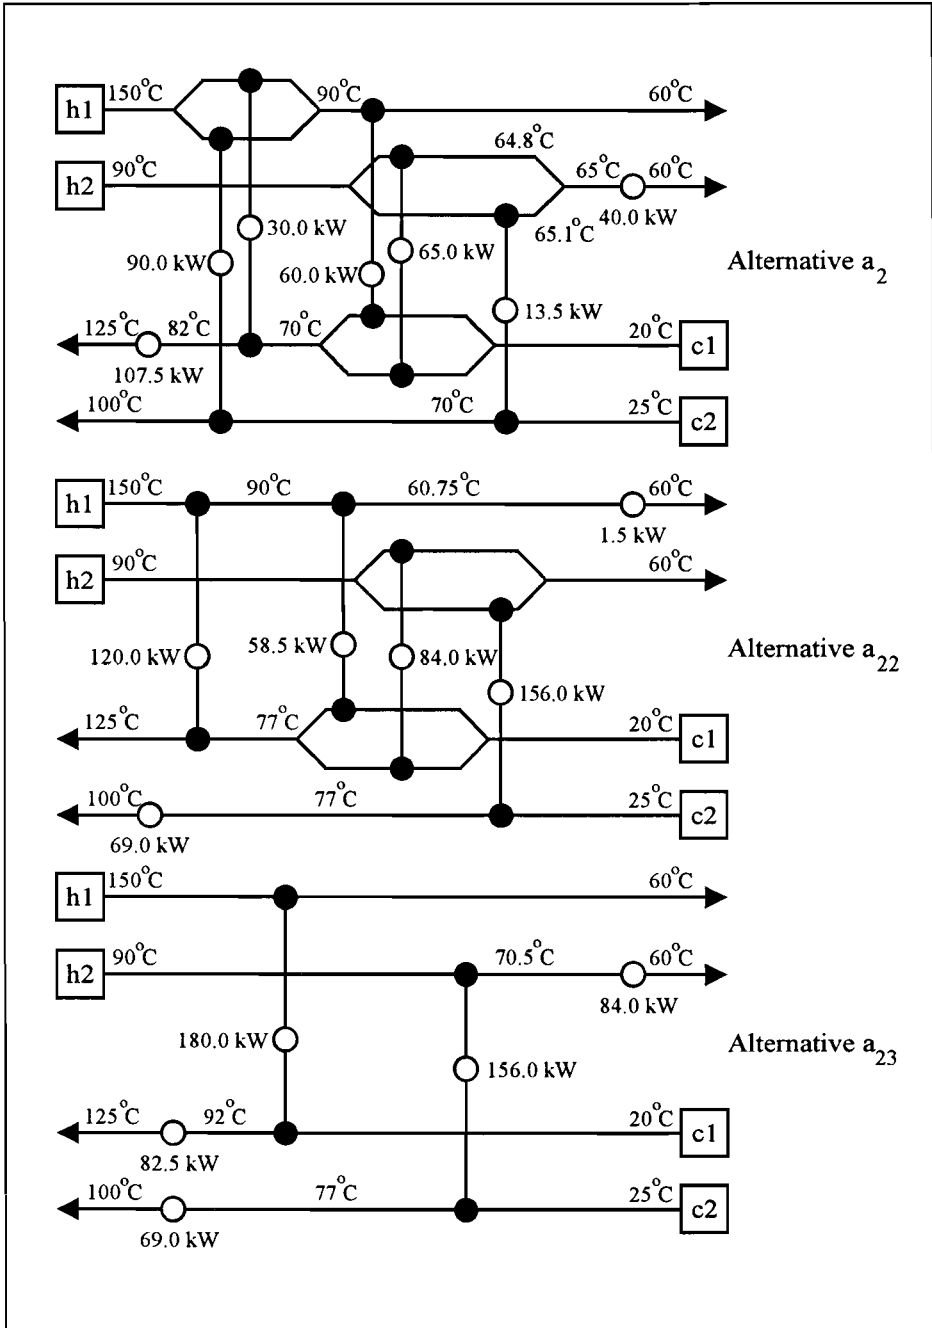 150°C 90°C 60°C
h1
64.8°C
90°C 65°C 60°C
h2
40.0 kW
30.0 kW 65.1°C
90.0 kW 60.0 kW 65.0 kW
Alternative a2
13.5 kW
125°C 82°C 70°C 20°C
c1
107.5 kW
100°C 70°C 25°C
c2
150°C 90°C 60.75°C 60°C
h1
1.5 kW
90°C 60°C
h2
120.0 kW 58.5 kW 84.0 kW
Alternative a22
156.0 kW
125°C 77°C 20°C
c1
100°C 77°C 25°C
c2
69.0 kW
150°C 60°C
h1
90°C 70.5°C 60°C
h2
84.0 kW
180.0 kW
Alternative a23
156.0 kW
125°C 92°C 20°C
c1
82.5 kW
100°C 77°C 25°C
c2
69.0 kW